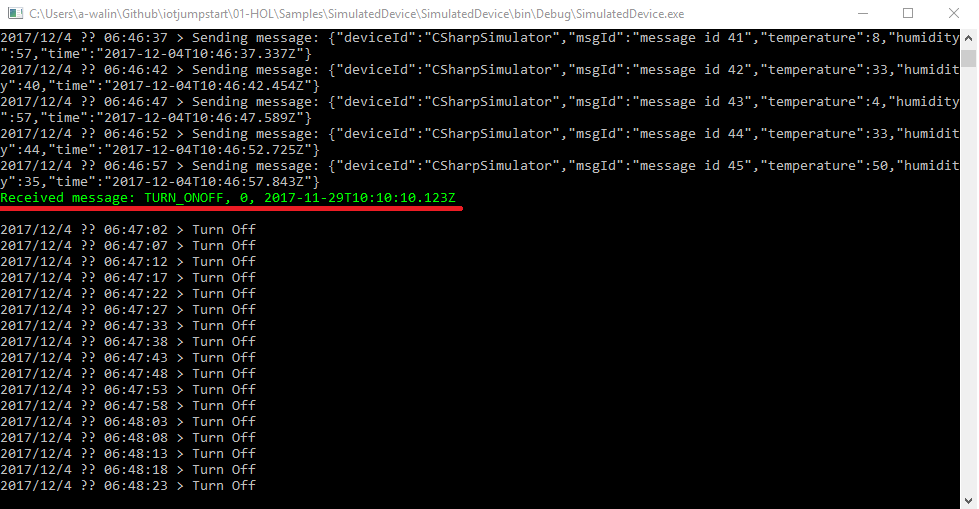 C:\Users\a-walin\Github\iotjumpstart\01-HOL\Samples\SimulatedDevice\SimulatedDevice\bin\Debug\SimulatedDevice.exe
2017/12/4 ?? 06:46:37 > Sending message: {"deviceId":"CSharpSimulator","msgId":"message id 41","temperature":8,"humidity
":57,"time":"2017-12-04T10:46:37.337Z"}
2017/12/4 ?? 06:46:42 > Sending message: {"deviceId":"CSharpSimulator","msgId":"message id 42","temperature":33,"humidit
y":40,"time":"2017-12-04T10:46:42.454Z"}
2017/12/4 ?? 06:46:47 > Sending message: {"deviceId":"CSharpSimulator","msgId":"message id 43","temperature":4,"humidity
":57,"time":"2017-12-04T10:46:47.589Z"}
2017/12/4 ?? 06:46:52 > Sending message: {"deviceId":"CSharpSimulator","msgId":"message id 44","temperature":33,"humidit
y":44,"time":"2017-12-04T10:46:52.725Z"}
2017/12/4 ?? 06:46:57 > Sending message: {"deviceId":"CSharpSimulator","msgId":"message id 45","temperature":50,"humidit
y":35,"time":"2017-12-04T10:46:57.843Z"}
Received message: TURN_ONOFF, 0, 2017-11-29T10:10:10.123Z
2017/12/4 ?? 06:47:02 > Turn Off
2017/12/4 ?? 06:47:07 > Turn Off
2017/12/4 ?? 06:47:12 > Turn Off
2017/12/4 ?? 06:47:17 > Turn Off
2017/12/4 ?? 06:47:22 > Turn Off
2017/12/4 ?? 06:47:27 > Turn Off
2017/12/4 ?? 06:47:33 > Turn Off
2017/12/4 ?? 06:47:38 > Turn Off
2017/12/4 ?? 06:47:43 > Turn Off
2017/12/4 ?? 06:47:48 > Turn Off
2017/12/4 ?? 06:47:53 > Turn Off
2017/12/4 ?? 06:47:58 > Turn Off
2017/12/4 ?? 06:48:03 > Turn Off
2017/12/4 ?? 06:48:08 > Turn Off
2017/12/4 ?? 06:48:13 > Turn Off
2017/12/4 ?? 06:48:18 > Turn Off
2017/12/4 ?? 06:48:23 > Turn Off